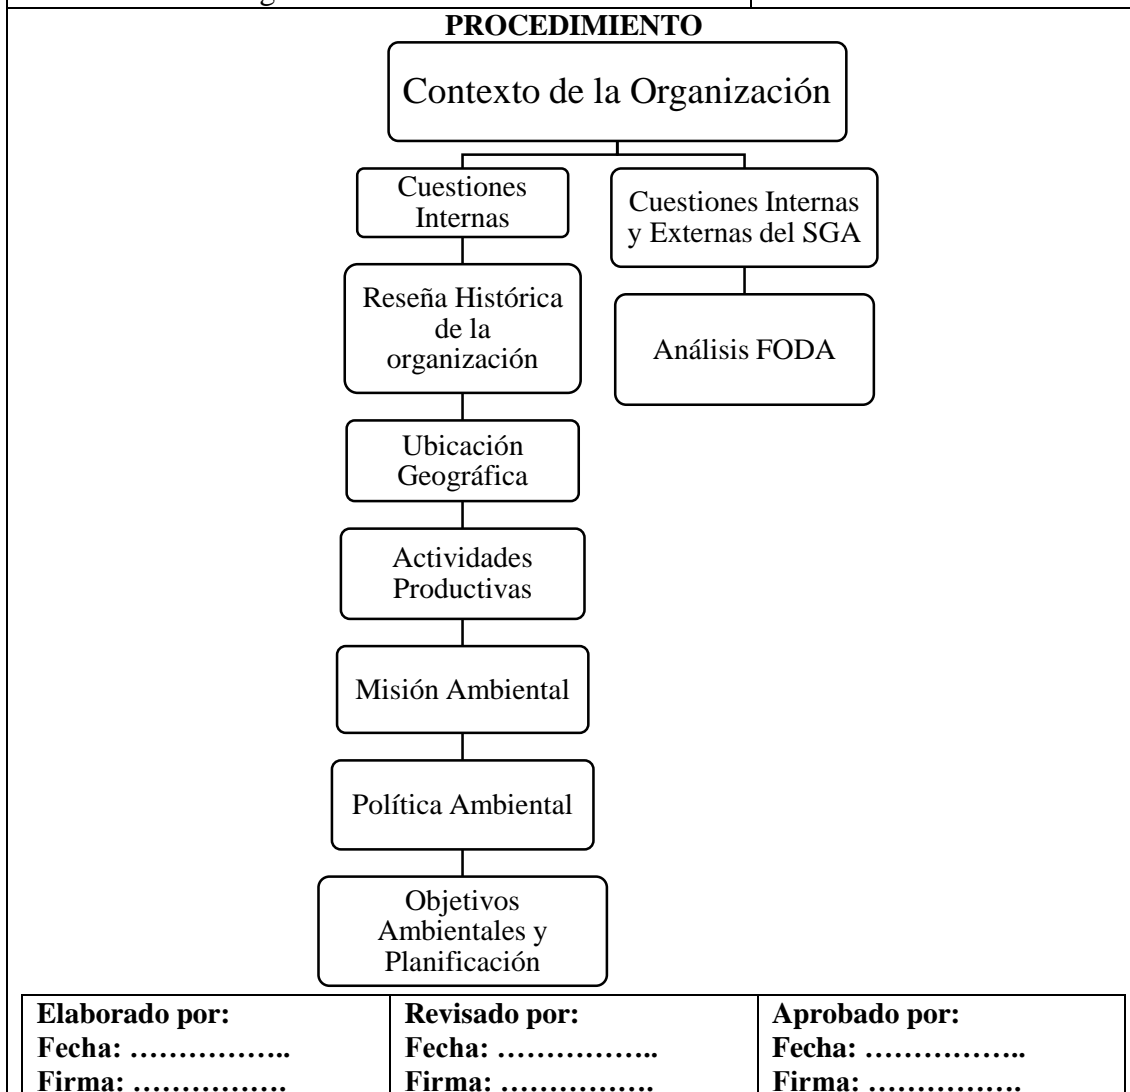 PROCEDIMIENTO
Contexto de la Organización
Cuestiones
Internas
Reseña Histórica
de la
organización
Ubicación
Geográfica
Actividades
Productivas
Misión Ambiental
Política Ambiental
Objetivos
Ambientales y
Planificación
Cuestiones Internas
y Externas del SGA
Análisis FODA
Elaborado por:
Fecha: ……………..
Firma: …………….
Revisado por:
Fecha: ……………..
Firma: …………….
Aprobado por:
Fecha: ……………..
Firma: …………….